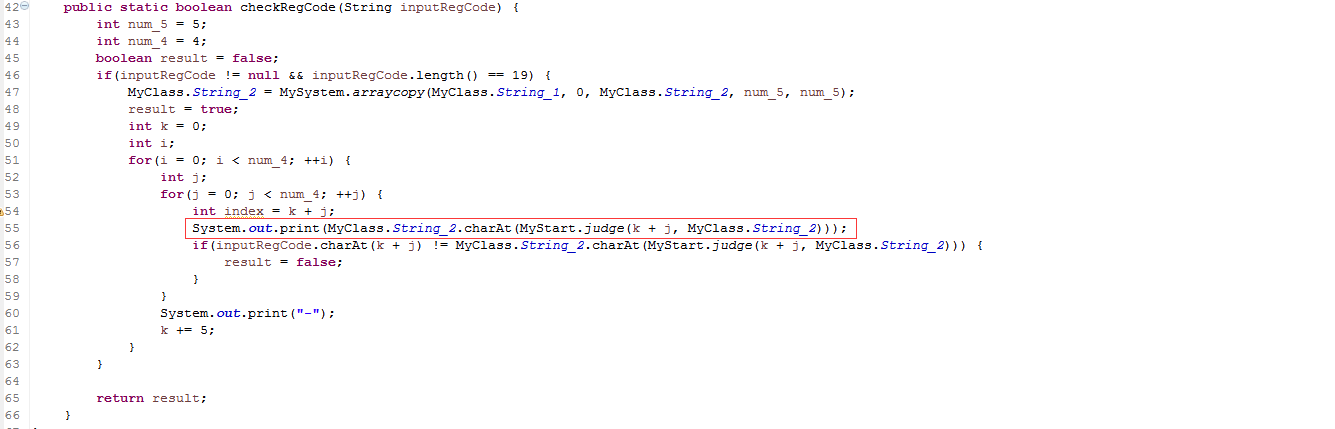 42 public static boolean checkRegCode(String inputRegCode) {
43 int num_5 = 5;
44 int num_4 = 4;
45 boolean result = false;
46 if(inputRegCode != null && inputRegCode.length() == 19) {
47 MyClass.String_2 = MySystem.arraycopy(MyClass.String_1, 0, MyClass.String_2, num_5, num_5);
48 result = true;
49 int k = 0;
50 int i;
51 for(i = 0; i < num_4; ++i) {
52 int j;
53 for(j = 0; j < num_4; ++j) {
54 int index = k + j;
55 System.out.print(MyClass.String_2.charAt(MyStart.judge(k + j, MyClass.String_2)));
56 if(inputRegCode.charAt(k + j) != MyClass.String_2.charAt(MyStart.judge(k + j, MyClass.String_2))) {
57 result = false;
58 }
59 }
60 System.out.print("-");
61 k += 5;
62 }
63 }
64
65 return result;
66 }